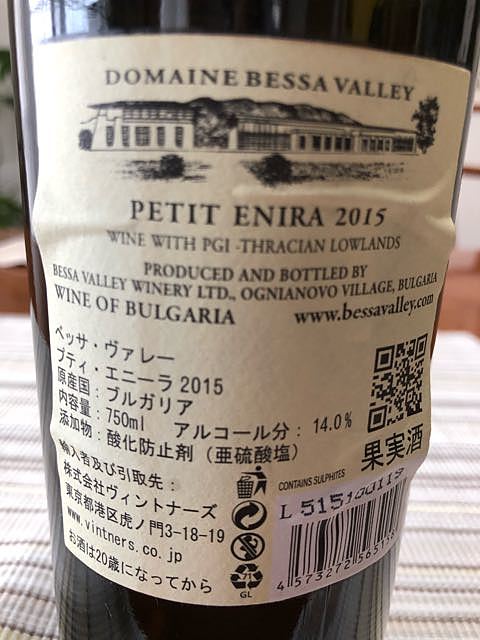 DOMAINE BESSA VALLEY
PETIT ENIRA 2015
WINE WITH PGI -THRACIAN LOWLANDS
PRODUCED AND BOTTLED BY
BESSA VALLEY WINERY LTD., OGNIANOVO VILLAGE, BULGARIA
WINE OF BULGARIA
www.bessavalley.com
ベッサ・ヴァレー
プティ・エニーラ 2015
原産国：ブルガリア
内容量：750ml アルコール分：14.0%
添加物：酸化防止剤（亜硫酸塩）
果実酒
輸入者及び引取先：
株式会社ヴィントナーズ
東京都港区虎ノ門3-18-19
www.vintners.co.jp
お酒は20歳になってから
CONTAINS SULPHITES
L 515100119
71
GL